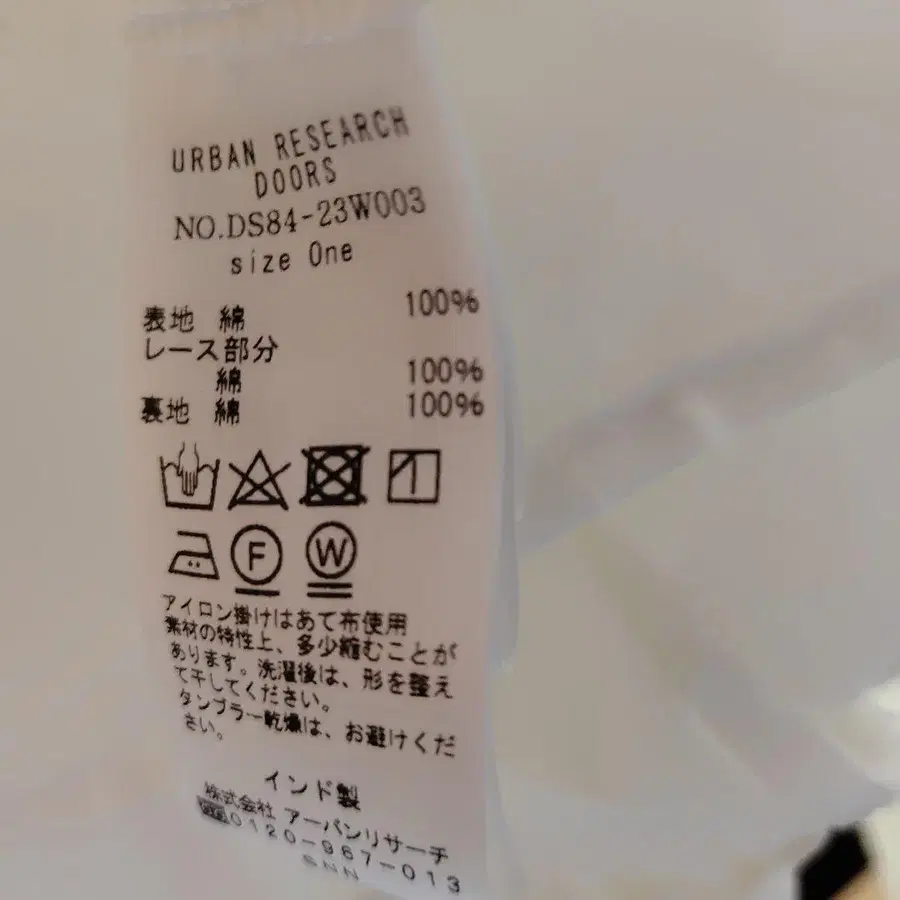 URBAN RESEARCH
DOORS
NO.DS84-23W003
size One
表地 綿 100%
レース部分
綿 100%
裏地 綿 100%
F W
アイロン掛けはあて布使用
素材の特性上、多少縮むことが
あります。洗濯後は、形を整え
て干してください。
タンブラー乾燥は、お避けくだ
さい。
インド製
株式会社 アーバンリサーチ
0120-967-013
SNN